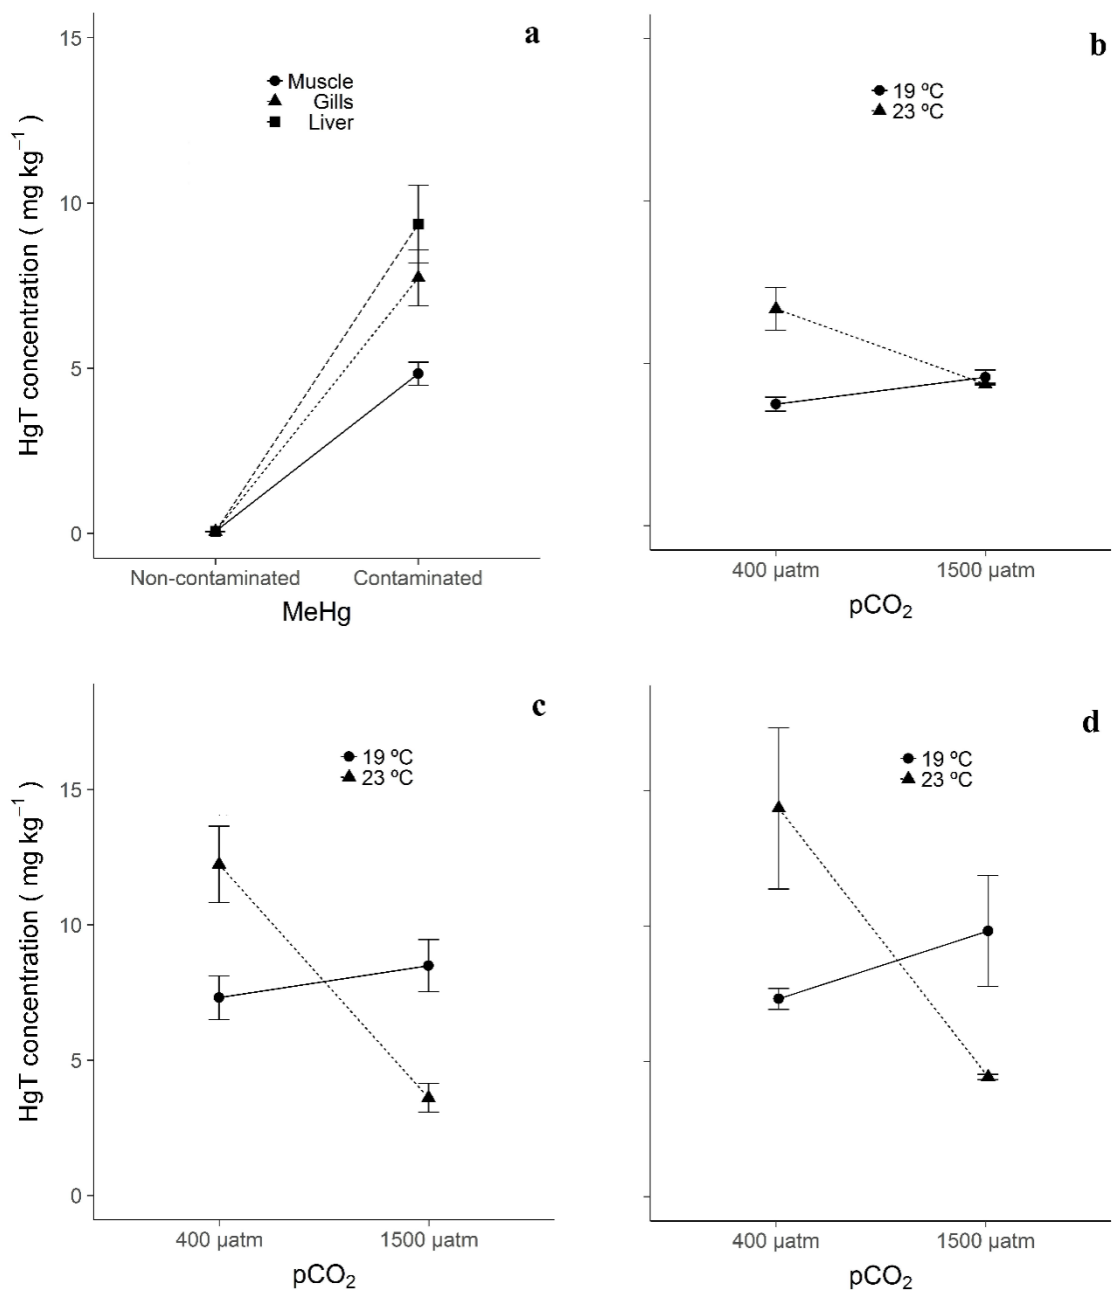 a
Muscle
Gills
Liver
15
10
5
0
HgT concentration ( mg kg⁻¹ )
Non-contaminated Contaminated
MeHg
b
19 ºC
23 ºC
400 µatm 1500 µatm
pCO₂
c
19 ºC
23 ºC
15
10
5
0
HgT concentration ( mg kg⁻¹ )
400 µatm 1500 µatm
pCO₂
d
19 ºC
23 ºC
400 µatm 1500 µatm
pCO₂